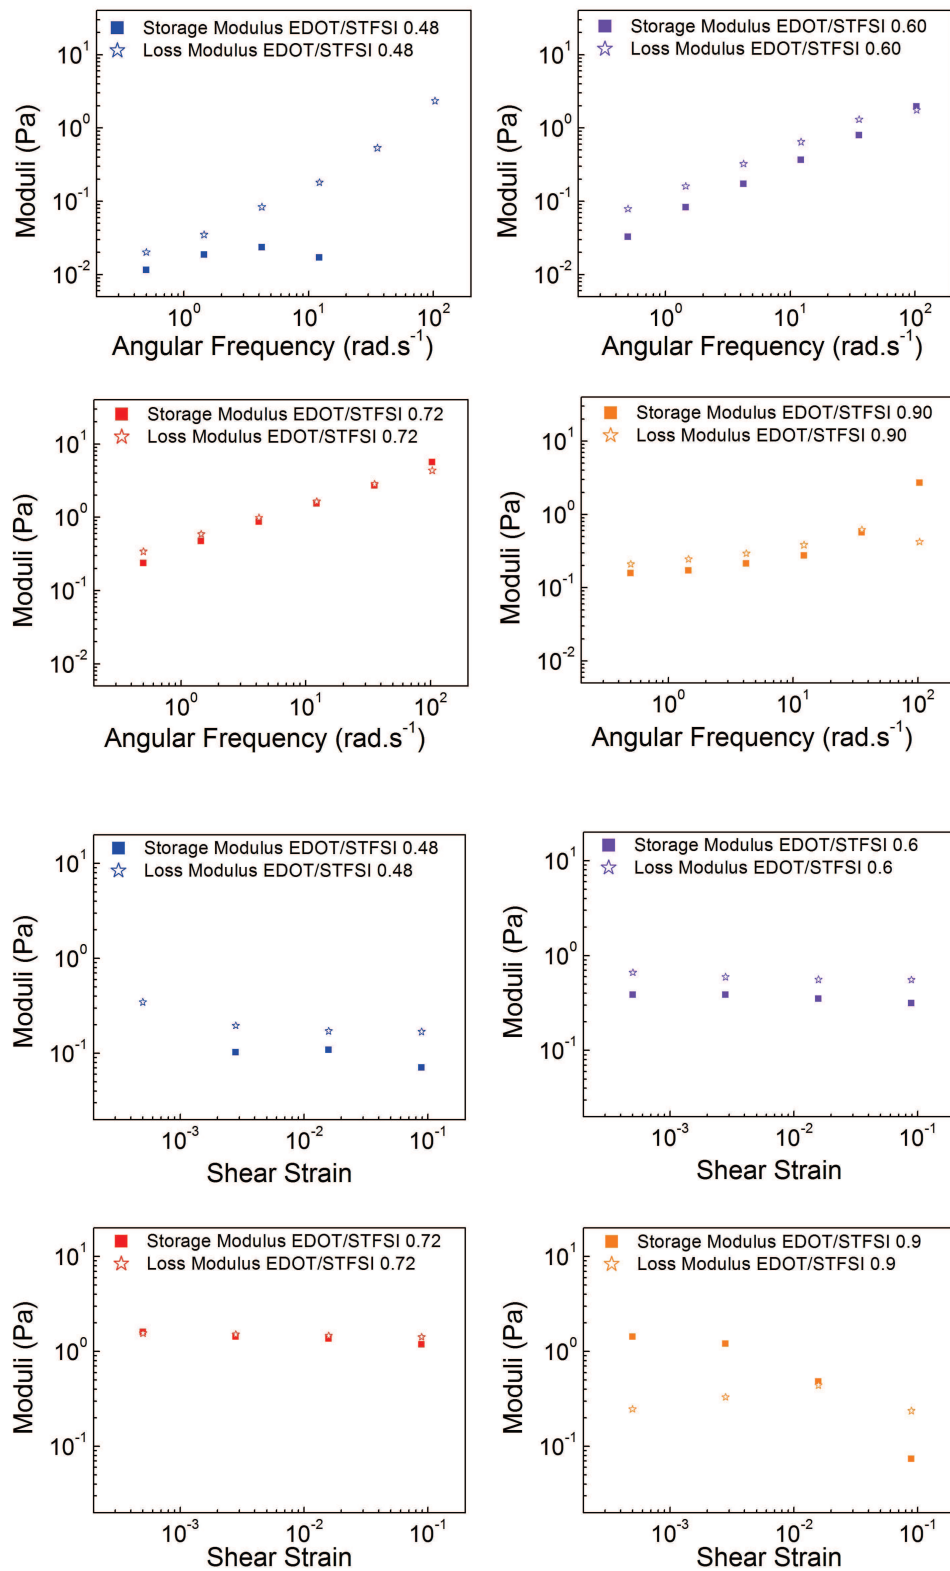 Storage Modulus EDOT/STFSI 0.48
Loss Modulus EDOT/STFSI 0.48
10¹
10⁰
10⁻¹
10⁻²
Moduli (Pa)
10⁰ 10¹ 10²
Angular Frequency (rad.s⁻¹)
Storage Modulus EDOT/STFSI 0.60
Loss Modulus EDOT/STFSI 0.60
10¹
10⁰
10⁻¹
10⁻²
Moduli (Pa)
10⁰ 10¹ 10²
Angular Frequency (rad.s⁻¹)
Storage Modulus EDOT/STFSI 0.72
Loss Modulus EDOT/STFSI 0.72
10¹
10⁰
10⁻¹
10⁻²
Moduli (Pa)
10⁰ 10¹ 10²
Angular Frequency (rad.s⁻¹)
Storage Modulus EDOT/STFSI 0.90
Loss Modulus EDOT/STFSI 0.90
10¹
10⁰
10⁻¹
10⁻²
Moduli (Pa)
10⁰ 10¹ 10²
Angular Frequency (rad.s⁻¹)
Storage Modulus EDOT/STFSI 0.48
Loss Modulus EDOT/STFSI 0.48
10¹
10⁰
10⁻¹
Moduli (Pa)
10⁻³ 10⁻² 10⁻¹
Shear Strain
Storage Modulus EDOT/STFSI 0.6
Loss Modulus EDOT/STFSI 0.6
10¹
10⁰
10⁻¹
Moduli (Pa)
10⁻³ 10⁻² 10⁻¹
Shear Strain
Storage Modulus EDOT/STFSI 0.72
Loss Modulus EDOT/STFSI 0.72
10¹
10⁰
10⁻¹
Moduli (Pa)
10⁻³ 10⁻² 10⁻¹
Shear Strain
Storage Modulus EDOT/STFSI 0.9
Loss Modulus EDOT/STFSI 0.9
10¹
10⁰
10⁻¹
Moduli (Pa)
10⁻³ 10⁻² 10⁻¹
Shear Strain